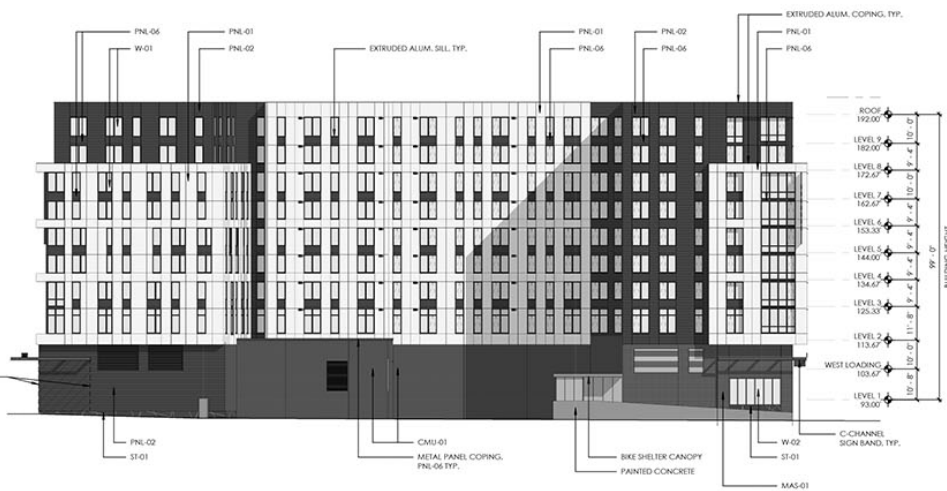 EXTRUDED ALUM. COPING, TYP.
PNL-06
PNL-01
PNL-01
PNL-02
PNL-01
W-01
PNL-02
EXTRUDED ALUM. SILL, TYP.
PNL-06
PNL-06
PNL-06
ROOF
192.00'
10' - 0"
LEVEL 9
182.00'
9' - 4"
LEVEL 8
172.67'
10' - 0"
LEVEL 7
162.67'
9' - 4"
LEVEL 6
153.33'
9' - 4"
LEVEL 5
144.00'
9' - 4"
LEVEL 4
134.67'
9' - 4"
LEVEL 3
125.33'
11' - 8"
LEVEL 2
113.67'
10' - 0"
WEST LOADING
103.67'
10' - 8"
LEVEL 1
93.00'
99' - 0"
BUILDING HEIGHT
PNL-02
ST-01
CMU-01
METAL PANEL COPING,
PNL-06 TYP.
BIKE SHELTER CANOPY
PAINTED CONCRETE
W-02
ST-01
MAS-01
C-CHANNEL
SIGN BAND, TYP.